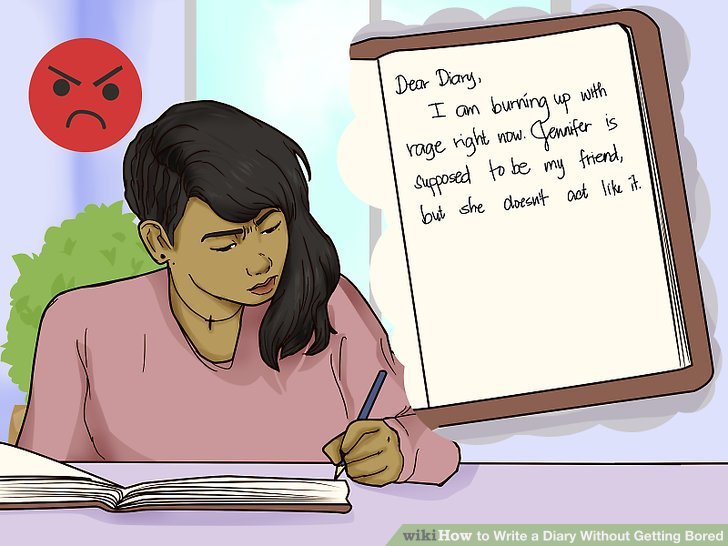 Dear Diary,
I am burning up with
rage right now. Jennifer is
supposed to be my friend,
but she doesn't act like it.
wikiHow to Write a Diary Without Getting Bored